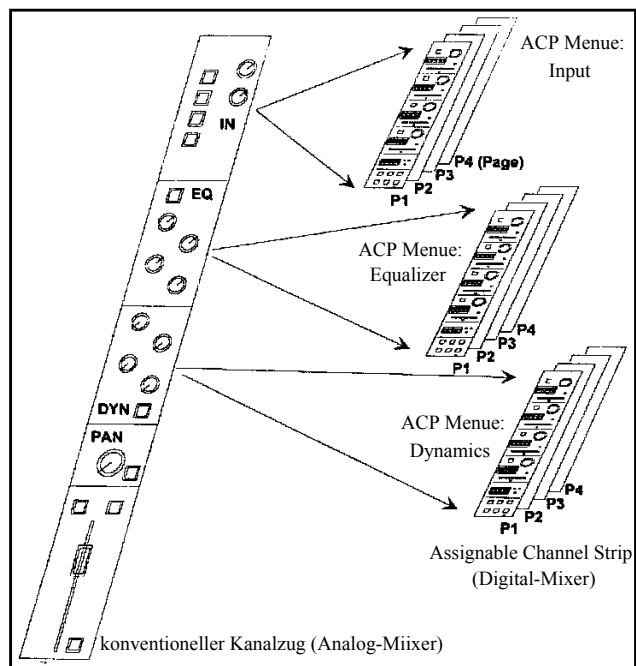 ACP Menue:
Input
IN
P4 (Page)
P3
P2
P1
EQ
ACP Menue:
Equalizer
P4
P3
P2
P1
DYN
ACP Menue:
Dynamics
PAN
P4
P3
P2
P1
Assignable Channel Strip
(Digital-Mixer)
konventioneller Kanalzug (Analog-Miixer)